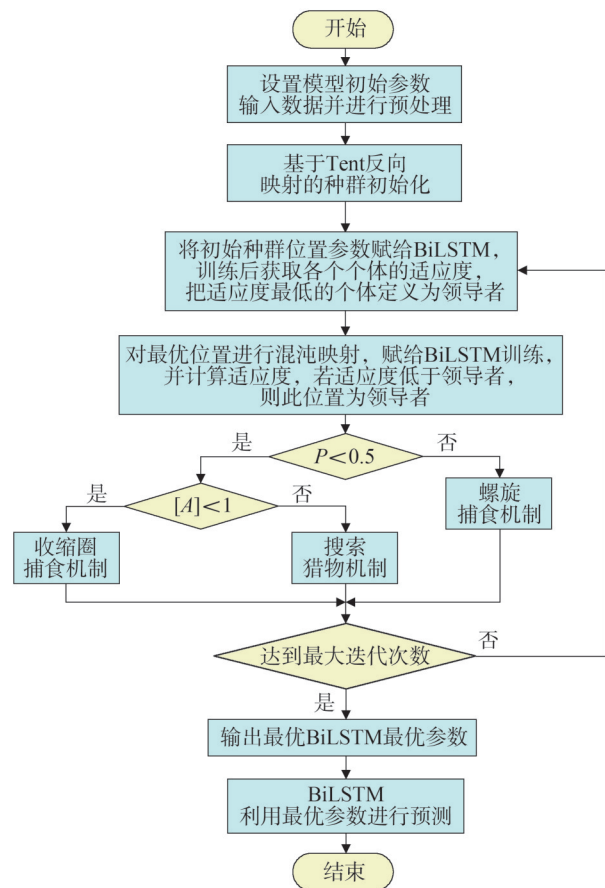 开始
设置模型初始参数
输入数据并进行预处理
基于Tent反向
映射的种群初始化
将初始种群位置参数赋给BiLSTM,
训练后获取各个个体的适应度,
把适应度最低的个体定义为领导者
对最优位置进行混沌映射, 赋给BiLSTM训练,
并计算适应度, 若适应度低于领导者,
则此位置为领导者
是
P<0.5
否
是
[A]<1
否
螺旋
捕食机制
收缩圈
捕食机制
搜索
猎物机制
达到最大迭代次数
否
是
输出最优BiLSTM最优参数
BiLSTM
利用最优参数进行预测
结束